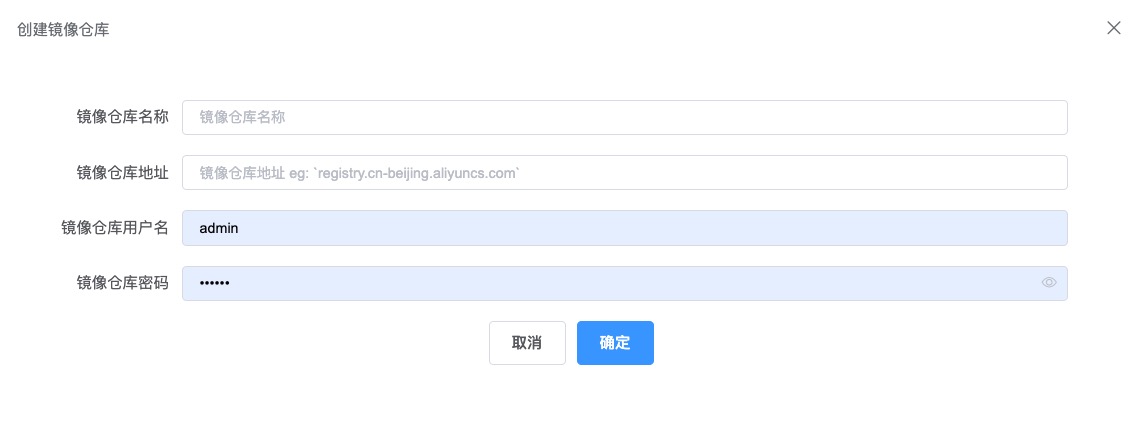 创建镜像仓库
镜像仓库名称 镜像仓库名称
镜像仓库地址 镜像仓库地址 eg: `registry.cn-beijing.aliyuncs.com`
镜像仓库用户名 admin
镜像仓库密码 ••••••
取消 确定